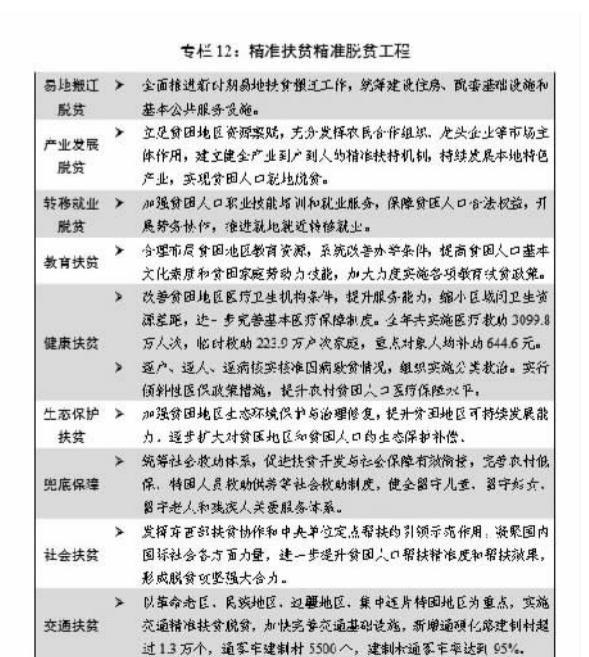 专栏 12：精准扶贫精准脱贫工程
易地搬迁脱贫
➤ 全面推进新时期易地扶贫搬迁工作，统筹建设住房、配套基础设施和
基本公共服务设施。
产业发展脱贫
➤ 立足贫困地区资源禀赋，充分发挥农民合作组织、龙头企业等市场主
体作用，建立健全产业到户到人的精准扶持机制，持续发展本地特色
产业，实现贫困人口就地脱贫。
转移就业脱贫
➤ 加强贫困人口职业技能培训和就业服务，保障贫困人口合法权益，开
展劳务协作，推进就地就近转移就业。
教育扶贫
➤ 合理布局贫困地区教育资源，系统改善办学条件，提高贫困人口基本
文化素质和贫困家庭劳动力技能，加大力度实施各项教育扶贫政策。
健康扶贫
➤ 改善贫困地区医疗卫生机构条件，提升服务能力，缩小区域间卫生资
源差距，进一步完善基本医疗保障制度。全年共实施医疗救助 3099.8
万人次，临时救助 223.9 万户次家庭，重点对象人均补助 644.6 元。
➤ 逐户、逐人、逐病核实核准因病致贫情况，组织实施分类救治。实行
倾斜性医保政策措施，提升农村贫困人口医疗保障水平。
生态保护扶贫
➤ 加强贫困地区生态环境保护与治理修复，提升贫困地区可持续发展能
力。逐步扩大对贫困地区和贫困人口的生态保护补偿。
兜底保障
➤ 统筹社会救助体系，促进扶贫开发与社会保障有效衔接，完善农村低
保、特困人员救助供养等社会救助制度，健全留守儿童、留守妇女、
留守老人和残疾人关爱服务体系。
社会扶贫
➤ 发挥东西部扶贫协作和中央单位定点帮扶的引领示范作用，凝聚国内
国际社会各方面力量，进一步提升贫困人口帮扶精准度和帮扶效果，
形成脱贫攻坚强大合力。
交通扶贫
➤ 以革命老区、民族地区、边疆地区、集中连片特困地区为重点，实施
交通精准扶贫脱贫，加快完善交通基础设施，新增通硬化路建制村超
过 1.3 万个，通客车建制村 5500 个，建制村通客车率达到 95%。